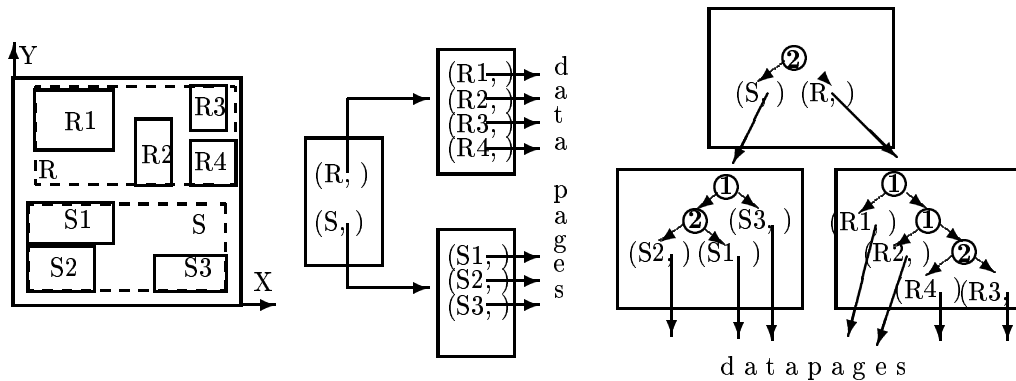 Y
R1
R3
R2
R4
R
S1
S
S2
S3
X
(R, )
(S, )
(R1, )
(R2, )
(R3, )
(R4, )
(S1, )
(S2, )
(S3, )
d a t a p a g e s
2
(S, ) (R, )
1
2
(S3, )
(S2, ) (S1, )
1
(R1, )
1
(R2, )
2
(R4, )
(R3,
d a t a p a g e s